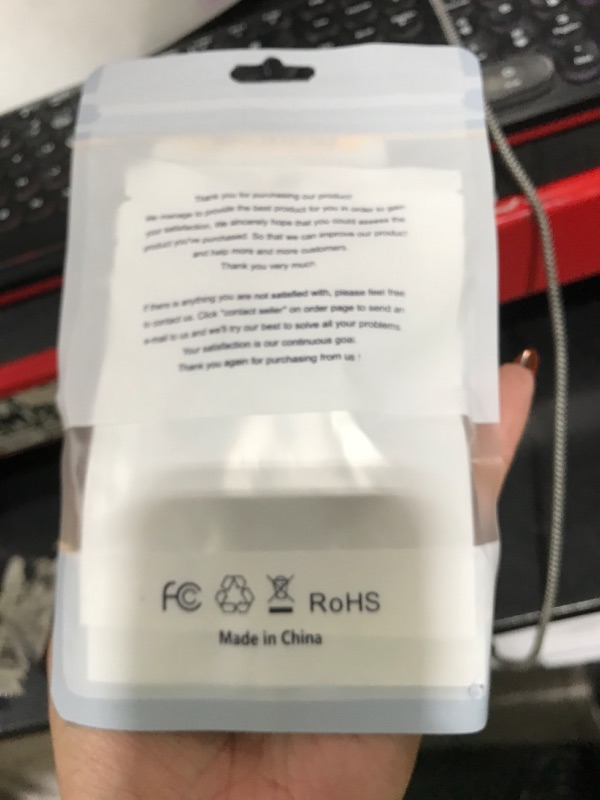 Thank you for purchasing our product!
We manage to provide the best product for you in order to gain
your satisfaction, We sincerely hope that you could assess the
product you've purchased. So that we can improve our product
and help more and more customers.
Thank you very much.
If there is anything you are not satisfied with, please feel free
to contact us. Click "contact seller" on order page to send an
e-mail to us and we'll try our best to solve all your problems.
Your satisfaction is our continuous goal.
Thank you again for purchasing from us !
FC RoHS
Made in China